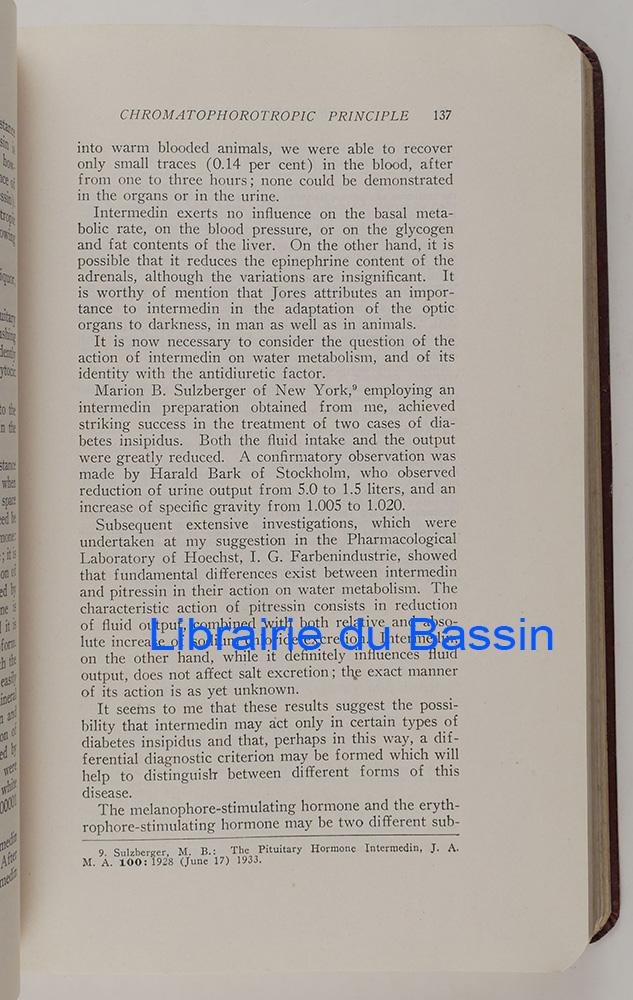 CHROMATOPHOROTROPIC PRINCIPLE 137
into warm blooded animals, we were able to recover
only small traces (0.14 per cent) in the blood, after
from one to three hours; none could be demonstrated
in the organs or in the urine.
Intermedin exerts no influence on the basal meta-
bolic rate, on the blood pressure, or on the glycogen
and fat contents of the liver. On the other hand, it is
possible that it reduces the epinephrine content of the
adrenals, although the variations are insignificant. It
is worthy of mention that Jores attributes an impor-
tance to intermedin in the adaptation of the optic
organs to darkness, in man as well as in animals.
It is now necessary to consider the question of the
action of intermedin on water metabolism, and of its
identity with the antidiuretic factor.
Marion B. Sulzberger of New York,⁹ employing an
intermedin preparation obtained from me, achieved
striking success in the treatment of two cases of dia-
betes insipidus. Both the fluid intake and the output
were greatly reduced. A confirmatory observation was
made by Harald Bark of Stockholm, who observed
reduction of urine output from 5.0 to 1.5 liters, and an
increase of specific gravity from 1.005 to 1.020.
Subsequent extensive investigations, which were
undertaken at my suggestion in the Pharmacological
Laboratory of Hoechst, I. G. Farbenindustrie, showed
that fundamental differences exist between intermedin
and pitressin in their action on water metabolism. The
characteristic action of pitressin consists in reduction
of fluid output combined with both relative and abso-
lute increase of sodium chloride excretion. Intermedin,
on the other hand, while it definitely influences fluid
output, does not affect salt excretion; the exact manner
of its action is as yet unknown.
It seems to me that these results suggest the possi-
bility that intermedin may act only in certain types of
diabetes insipidus and that, perhaps in this way, a dif-
ferential diagnostic criterion may be formed which will
help to distinguish between different forms of this
disease.
The melanophore-stimulating hormone and the eryth-
rophore-stimulating hormone may be two different sub-
9. Sulzberger, M. B.: The Pituitary Hormone Intermedin, J. A.
M. A. 100: 1928 (June 17) 1933.
Librairie du Bassin